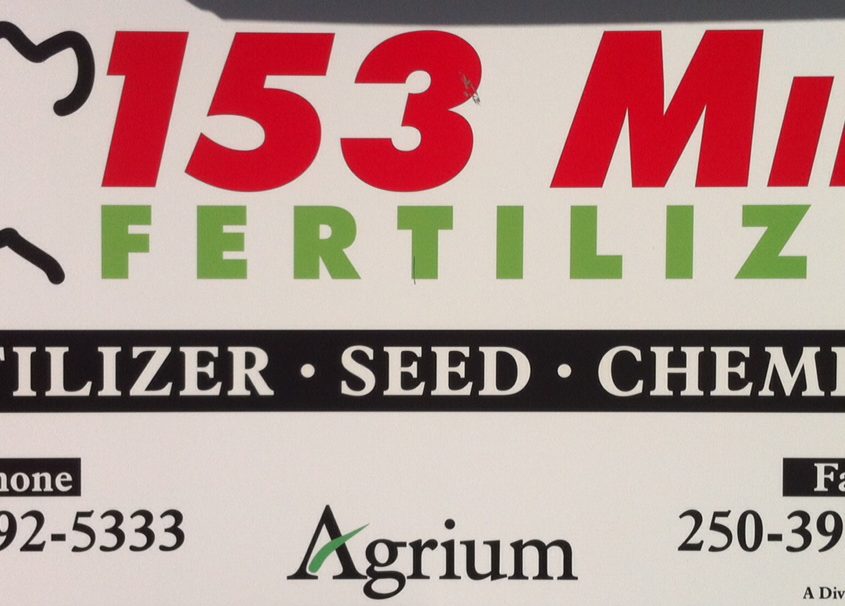 153 MI
FERTILIZ
TILIZER · SEED · CHEMI
hone
92-5333
Fa
250-39
Agrium
A Div